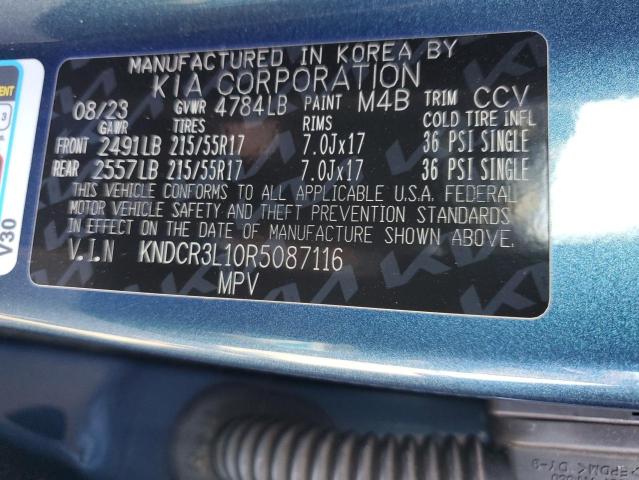 MANUFACTURED IN KOREA BY
KIA CORPORATION
08/23 GVWR 4784LB PAINT M4B TRIM CCV
GAWR TIRES RIMS COLD TIRE INFL
FRONT 2491LB 215/55R17 7.0Jx17 36 PSI SINGLE
REAR 2557LB 215/55R17 7.0Jx17 36 PSI SINGLE
THIS VEHICLE CONFORMS TO ALL APPLICABLE U.S.A. FEDERAL
MOTOR VEHICLE SAFETY AND THEFT PREVENTION STANDARDS
IN EFFECT ON THE DATE OF MANUFACTURE SHOWN ABOVE.
V.I.N KNDCR3L10R5087116
MPV
V30